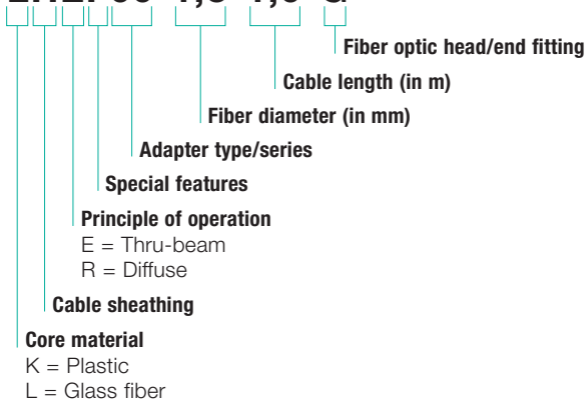 Fiber optic head/end fitting
Cable length (in m)
Fiber diameter (in mm)
Adapter type/series
Special features
Principle of operation
E = Thru-beam
R = Diffuse
Cable sheathing
Core material
K = Plastic
L = Glass fiber